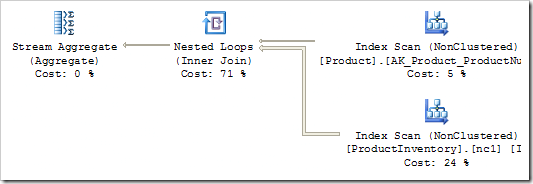 Stream Aggregate
(Aggregate)
Cost: 0 %
Nested Loops
(Inner Join)
Cost: 71 %
Index Scan (NonClustered)
[Product].[AK_Product_ProductNu
Cost: 5 %
Index Scan (NonClustered)
[ProductInventory].[nc1] [I
Cost: 24 %